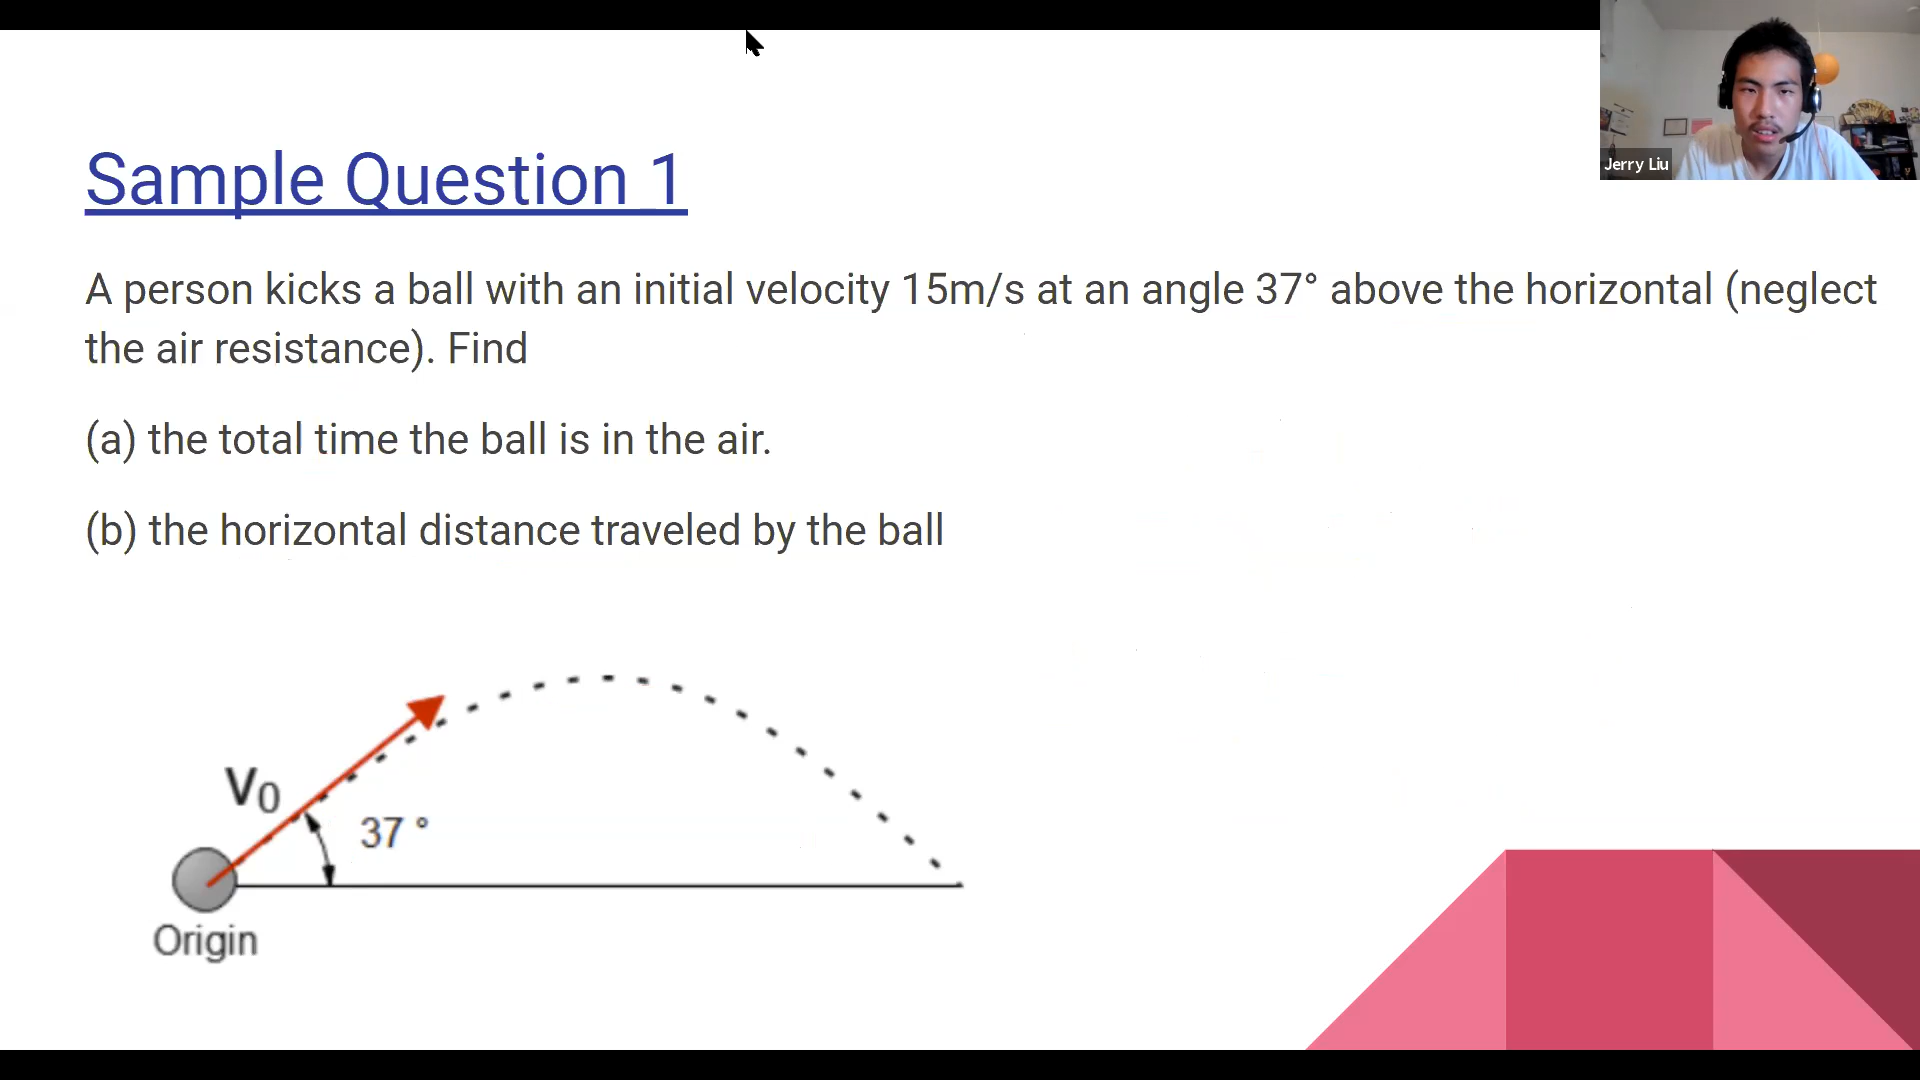 Sample Question 1
Jerry Liu
A person kicks a ball with an initial velocity 15m/s at an angle 37° above the horizontal (neglect
the air resistance). Find
(a) the total time the ball is in the air.
(b) the horizontal distance traveled by the ball
V0
37 °
Origin